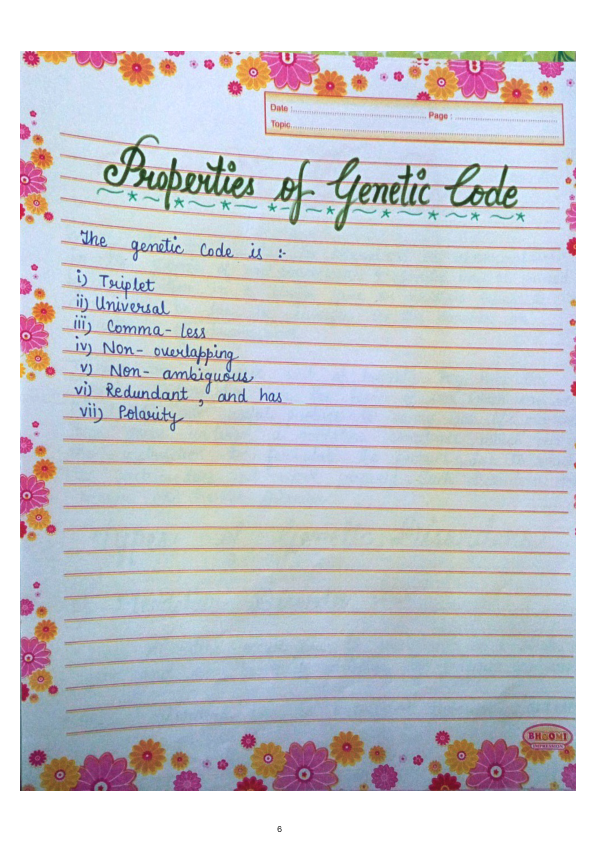 Date : Page :
Topic
Properties of Genetic Code
The genetic Code is :-
i) Triplet
ii) Universal
iii) Comma-less
iv) Non-overlapping
v) Non-ambiguous
vi) Redundant, and has
vii) Polarity
BHOOMI
6